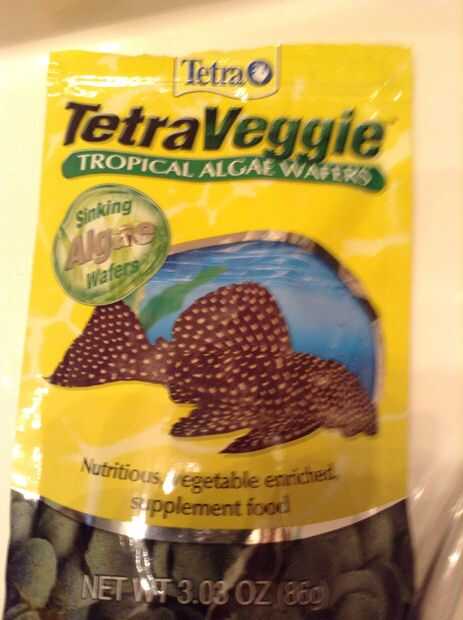 Tetra
TetraVeggie
TROPICAL ALGAE WAFERS
Sinking
Algae
Wafers
Nutritious, vegetable enriched,
supplement food
NET WT 3.03 OZ (86g)